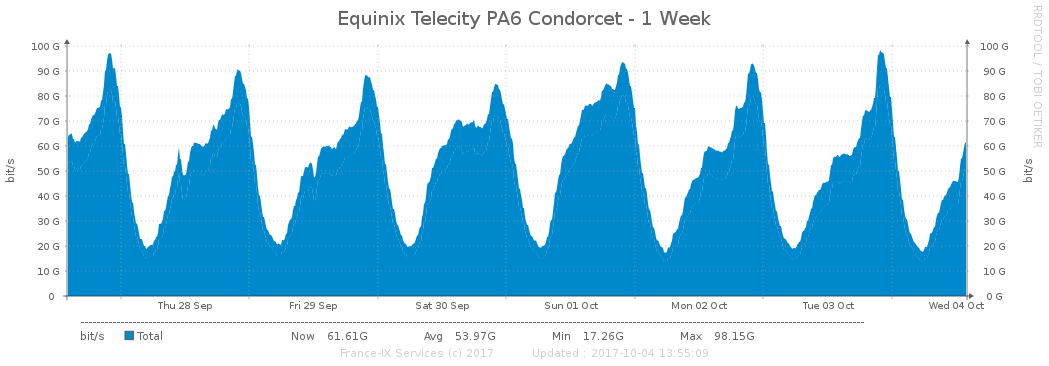 Equinix Telecity PA6 Condorcet - 1 Week
RRDTOOL / TOBI OETIKER
bit/s
100 G
90 G
80 G
70 G
60 G
50 G
40 G
30 G
20 G
10 G
0
100 G
90 G
80 G
70 G
60 G
50 G
40 G
30 G
20 G
10 G
0 G
bit/s
Thu 28 Sep Fri 29 Sep Sat 30 Sep Sun 01 Oct Mon 02 Oct Tue 03 Oct Wed 04 Oct
bit/s Total Now 61.61G Avg 53.97G Min 17.26G Max 98.15G
France-IX Services (c) 2017 Updated : 2017-10-04 13:55:09